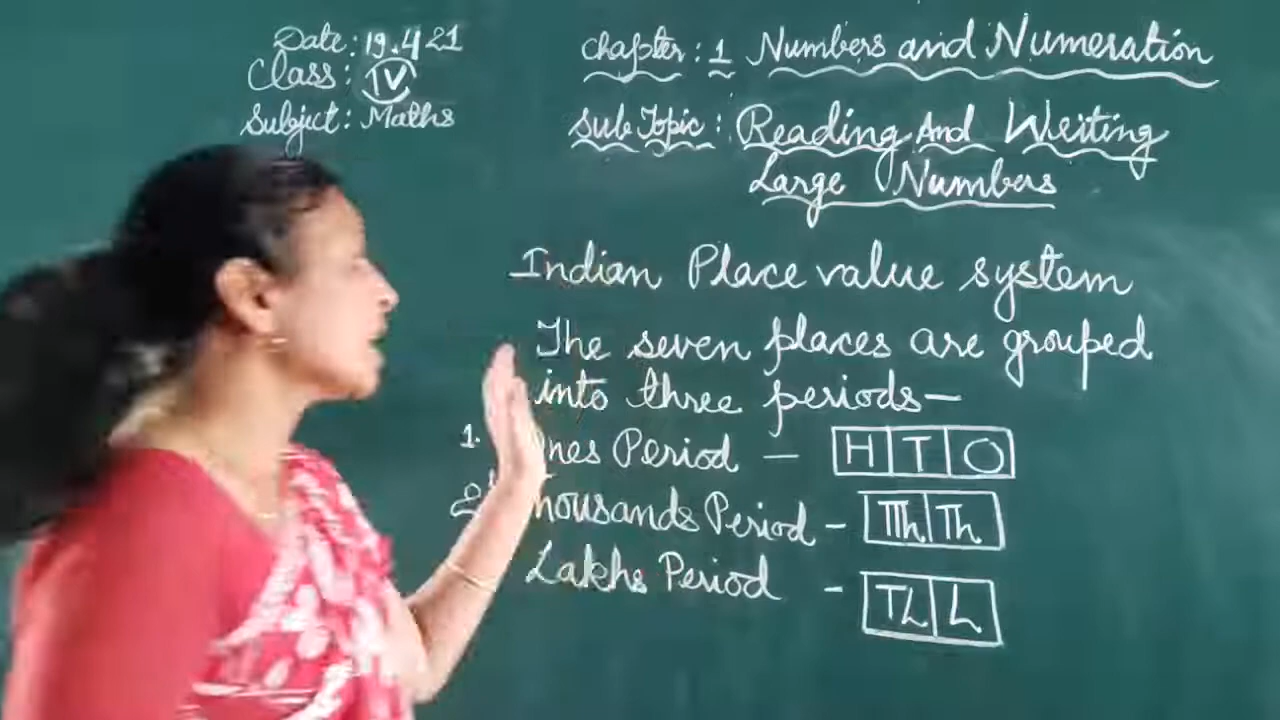 Date: 19.4 21
Class: IV
Subject: Maths
Chapter: 1 Numbers and Numeration
Sub Topic: Reading And Writing
Large Numbers
Indian Place value system
The seven places are grouped
into three periods—
1. Ones Period — H T O
2. Thousands Period - TTh Th
Lakhs Period - TL L